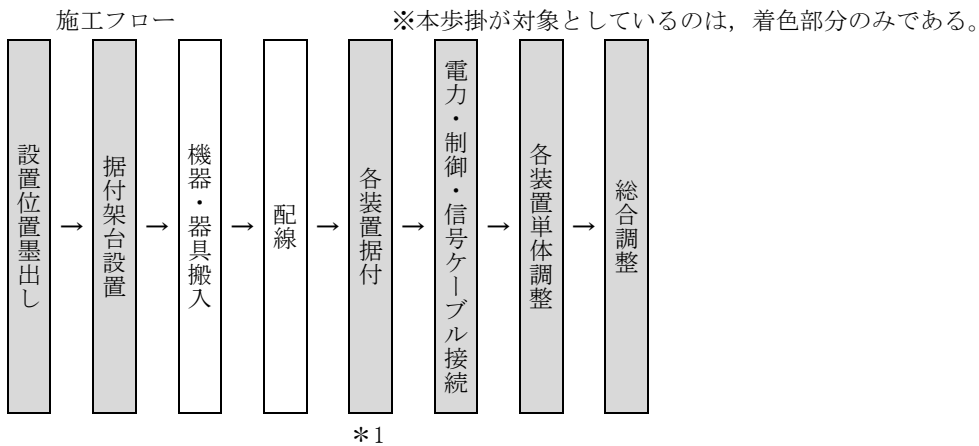 施工フロー
※本歩掛が対象としているのは，着色部分のみである。
設置位置墨出し
→
据付架台設置
→
機器・器具搬入
→
配線
→
各装置据付
→
電力・制御・信号ケーブル接続
→
各装置単体調整
→
総合調整
＊1